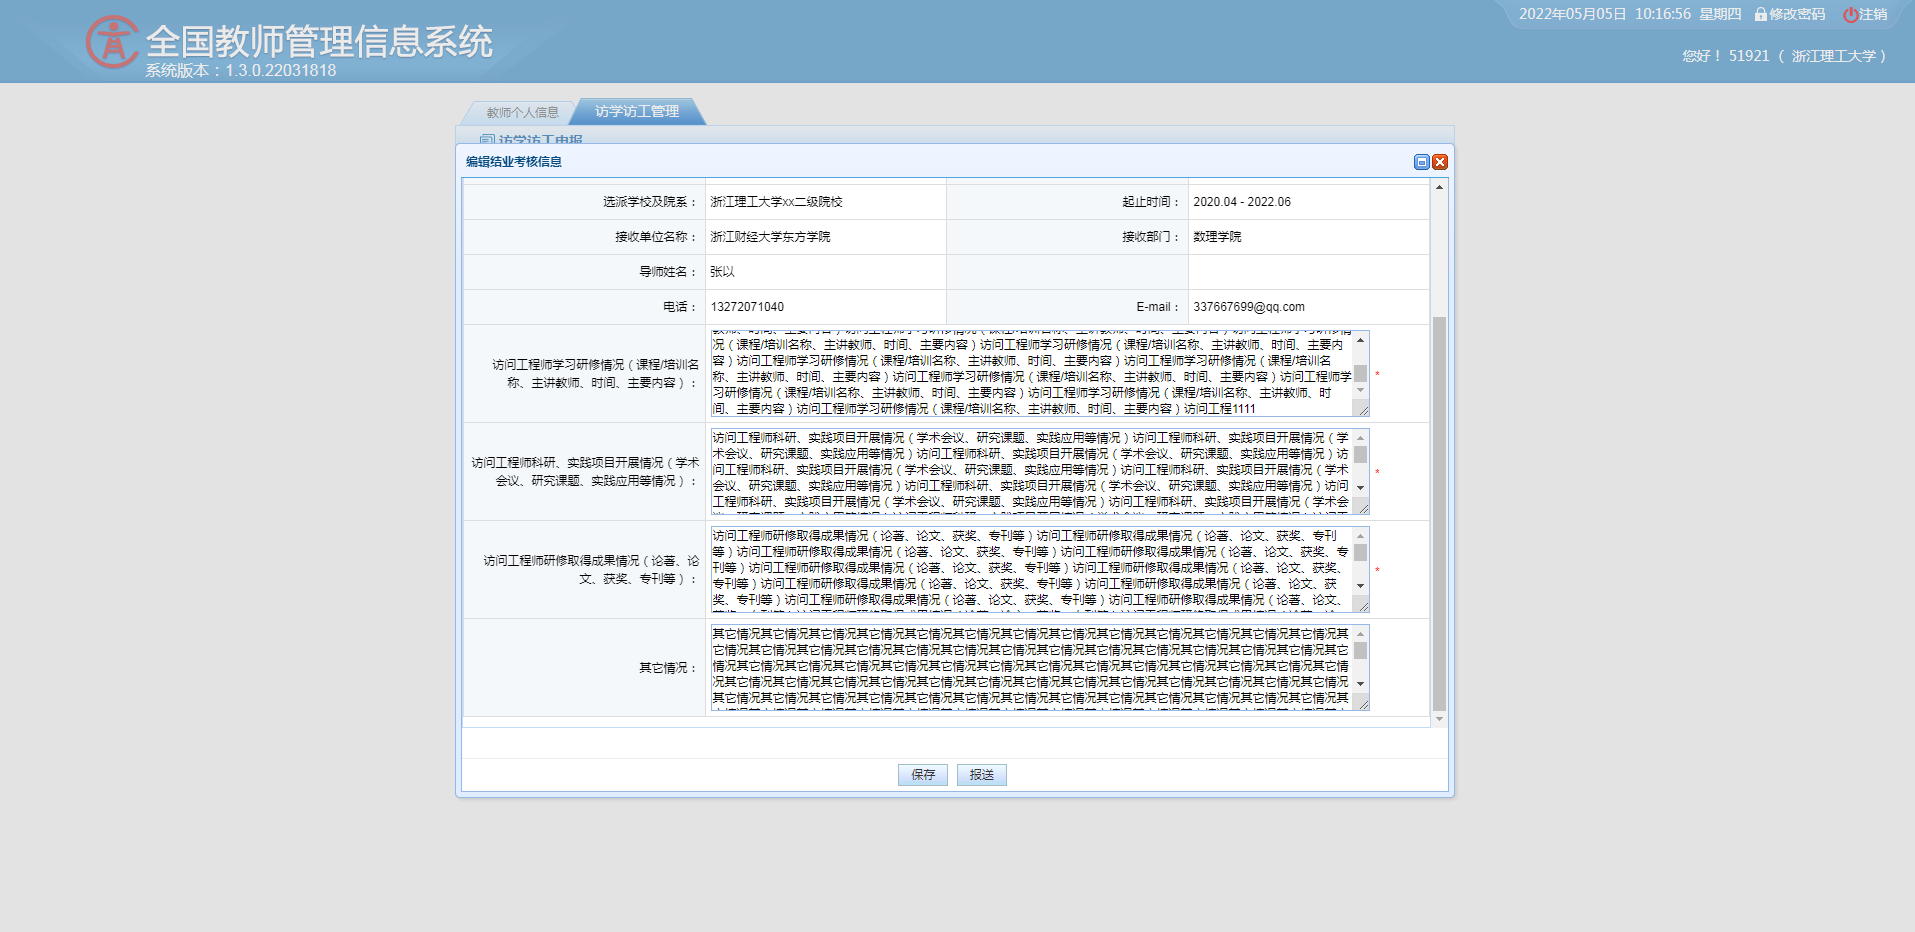 2022年05月05日 10:16:56 星期四 修改密码 注销
全国教师管理信息系统
系统版本：1.3.0.22031818
您好！ 51921 （ 浙江理工大学 ）
教师个人信息 访学访工管理
访学访工申报
编辑结业考核信息
选派学校及院系： 浙江理工大学xx二级院校 起止时间： 2020.04 - 2022.06
接收单位名称： 浙江财经大学东方学院 接收部门： 数理学院
导师姓名： 张以
电话： 13272071040 E-mail： 337667699@qq.com
访问工程师学习研修情况（课程/培训名称、主讲教师、时间、主要内容）：
况（课程/培训名称、主讲教师、时间、主要内容）访问工程师学习研修情况（课程/培训名称、主讲教师、时间、主要内
容）访问工程师学习研修情况（课程/培训名称、主讲教师、时间、主要内容）访问工程师学习研修情况（课程/培训名
称、主讲教师、时间、主要内容）访问工程师学习研修情况（课程/培训名称、主讲教师、时间、主要内容）访问工程师学
习研修情况（课程/培训名称、主讲教师、时间、主要内容）访问工程师学习研修情况（课程/培训名称、主讲教师、时
间、主要内容）访问工程师学习研修情况（课程/培训名称、主讲教师、时间、主要内容）访问工程1111
*
访问工程师科研、实践项目开展情况（学术会议、研究课题、实践应用等情况）：
访问工程师科研、实践项目开展情况（学术会议、研究课题、实践应用等情况）访问工程师科研、实践项目开展情况（学
术会议、研究课题、实践应用等情况）访问工程师科研、实践项目开展情况（学术会议、研究课题、实践应用等情况）访
问工程师科研、实践项目开展情况（学术会议、研究课题、实践应用等情况）访问工程师科研、实践项目开展情况（学术
会议、研究课题、实践应用等情况）访问工程师科研、实践项目开展情况（学术会议、研究课题、实践应用等情况）访问
工程师科研、实践项目开展情况（学术会议、研究课题、实践应用等情况）访问工程师科研、实践项目开展情况（学术会
*
访问工程师研修取得成果情况（论著、论文、获奖、专刊等）：
访问工程师研修取得成果情况（论著、论文、获奖、专刊等）访问工程师研修取得成果情况（论著、论文、获奖、专刊
等）访问工程师研修取得成果情况（论著、论文、获奖、专刊等）访问工程师研修取得成果情况（论著、论文、获奖、专
刊等）访问工程师研修取得成果情况（论著、论文、获奖、专刊等）访问工程师研修取得成果情况（论著、论文、获奖、
专刊等）访问工程师研修取得成果情况（论著、论文、获奖、专刊等）访问工程师研修取得成果情况（论著、论文、获
奖、专刊等）访问工程师研修取得成果情况（论著、论文、获奖、专刊等）访问工程师研修取得成果情况（论著、论文、
*
其它情况：
其它情况其它情况其它情况其它情况其它情况其它情况其它情况其它情况其它情况其它情况其它情况其它情况其它情况其
它情况其它情况其它情况其它情况其它情况其它情况其它情况其它情况其它情况其它情况其它情况其它情况其它情况其它
情况其它情况其它情况其它情况其它情况其它情况其它情况其它情况其它情况其它情况其它情况其它情况其它情况其它情
况其它情况其它情况其它情况其它情况其它情况其它情况其它情况其它情况其它情况其它情况其它情况其它情况其它情况
其它情况其它情况其它情况其它情况其它情况其它情况其它情况其它情况其它情况其它情况其它情况其它情况其它情况其
保存 报送